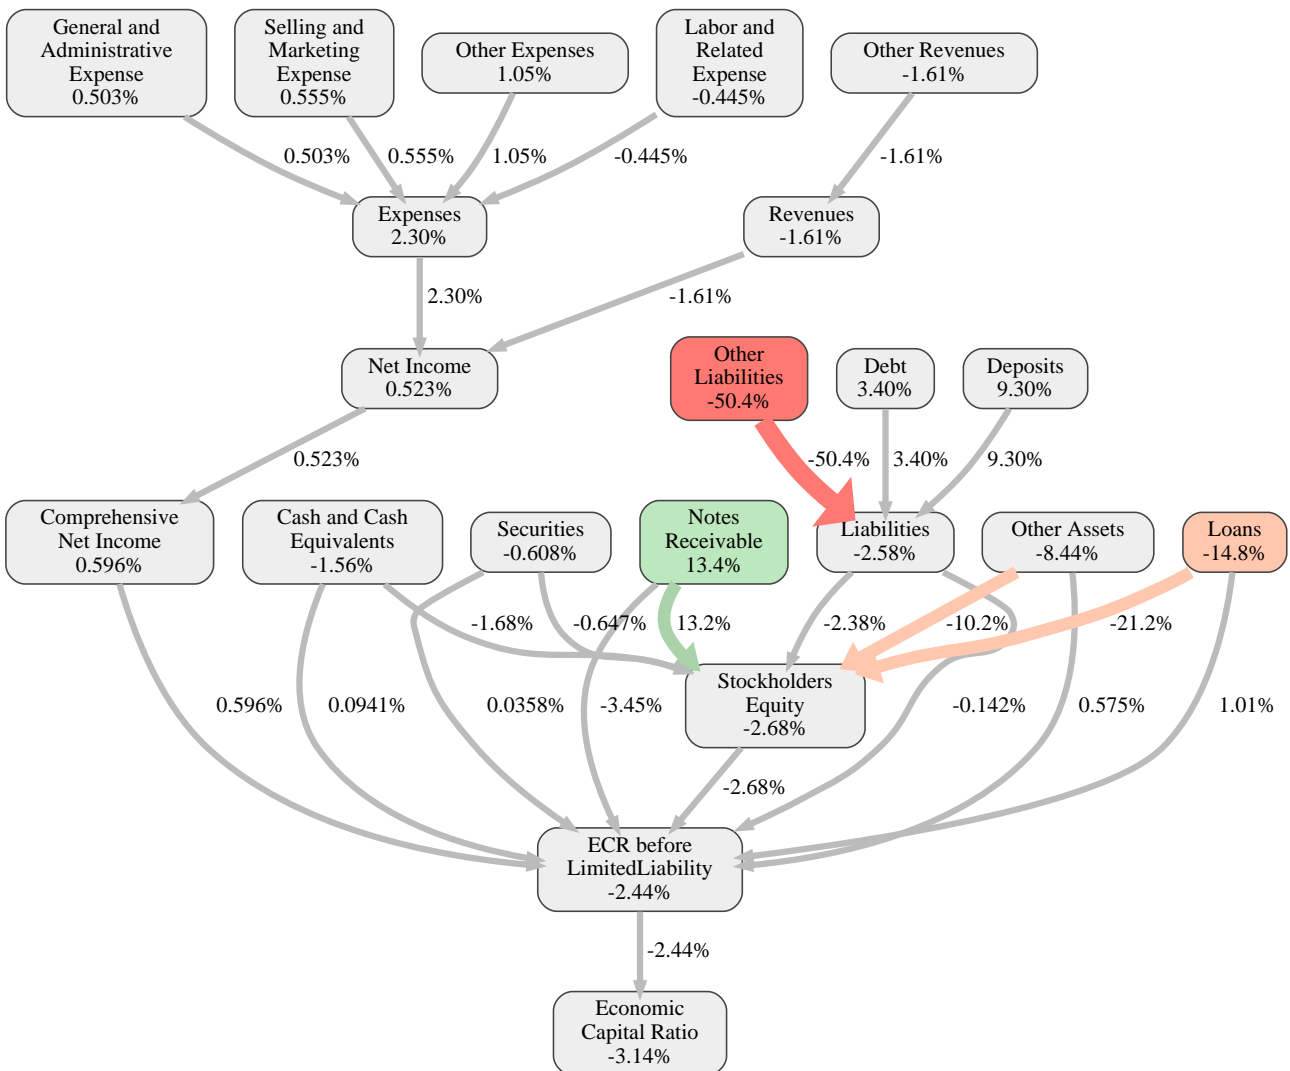 General and
Administrative
Expense
0.503%
Selling and
Marketing
Expense
0.555%
Other Expenses
1.05%
Labor and
Related
Expense
-0.445%
Other Revenues
-1.61%
0.503%
0.555%
1.05%
-0.445%
-1.61%
Expenses
2.30%
Revenues
-1.61%
2.30%
-1.61%
Net Income
0.523%
Other
Liabilities
-50.4%
Debt
3.40%
Deposits
9.30%
0.523%
-50.4%
3.40%
9.30%
Comprehensive
Net Income
0.596%
Cash and Cash
Equivalents
-1.56%
Securities
-0.608%
Notes
Receivable
13.4%
Liabilities
-2.58%
Other Assets
-8.44%
Loans
-14.8%
-1.68%
-0.647%
13.2%
-2.38%
-10.2%
-21.2%
Stockholders
Equity
-2.68%
0.596%
0.0941%
0.0358%
-3.45%
-0.142%
0.575%
1.01%
-2.68%
ECR before
LimitedLiability
-2.44%
-2.44%
Economic
Capital Ratio
-3.14%